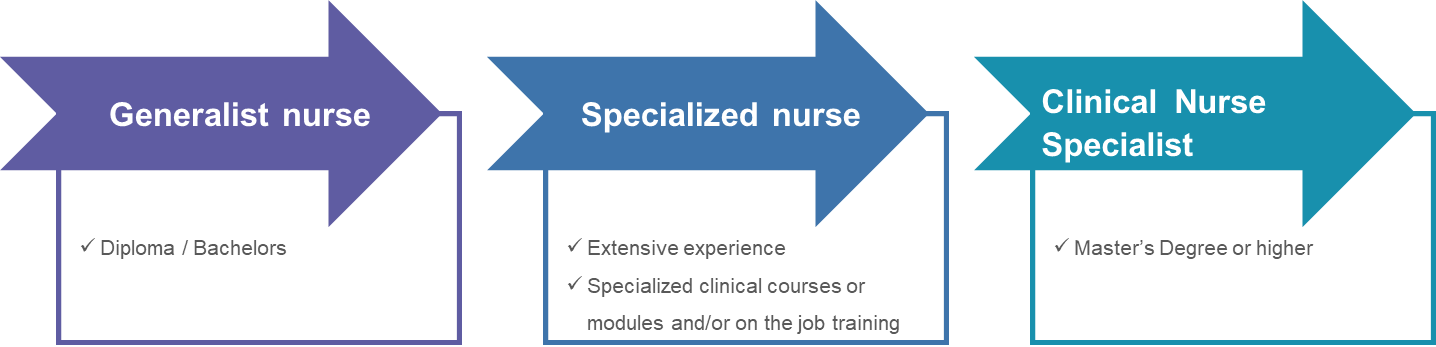 Generalist nurse
✓ Diploma / Bachelors
Specialized nurse
✓ Extensive experience
✓ Specialized clinical courses or
modules and/or on the job training
Clinical Nurse
Specialist
✓ Master’s Degree or higher